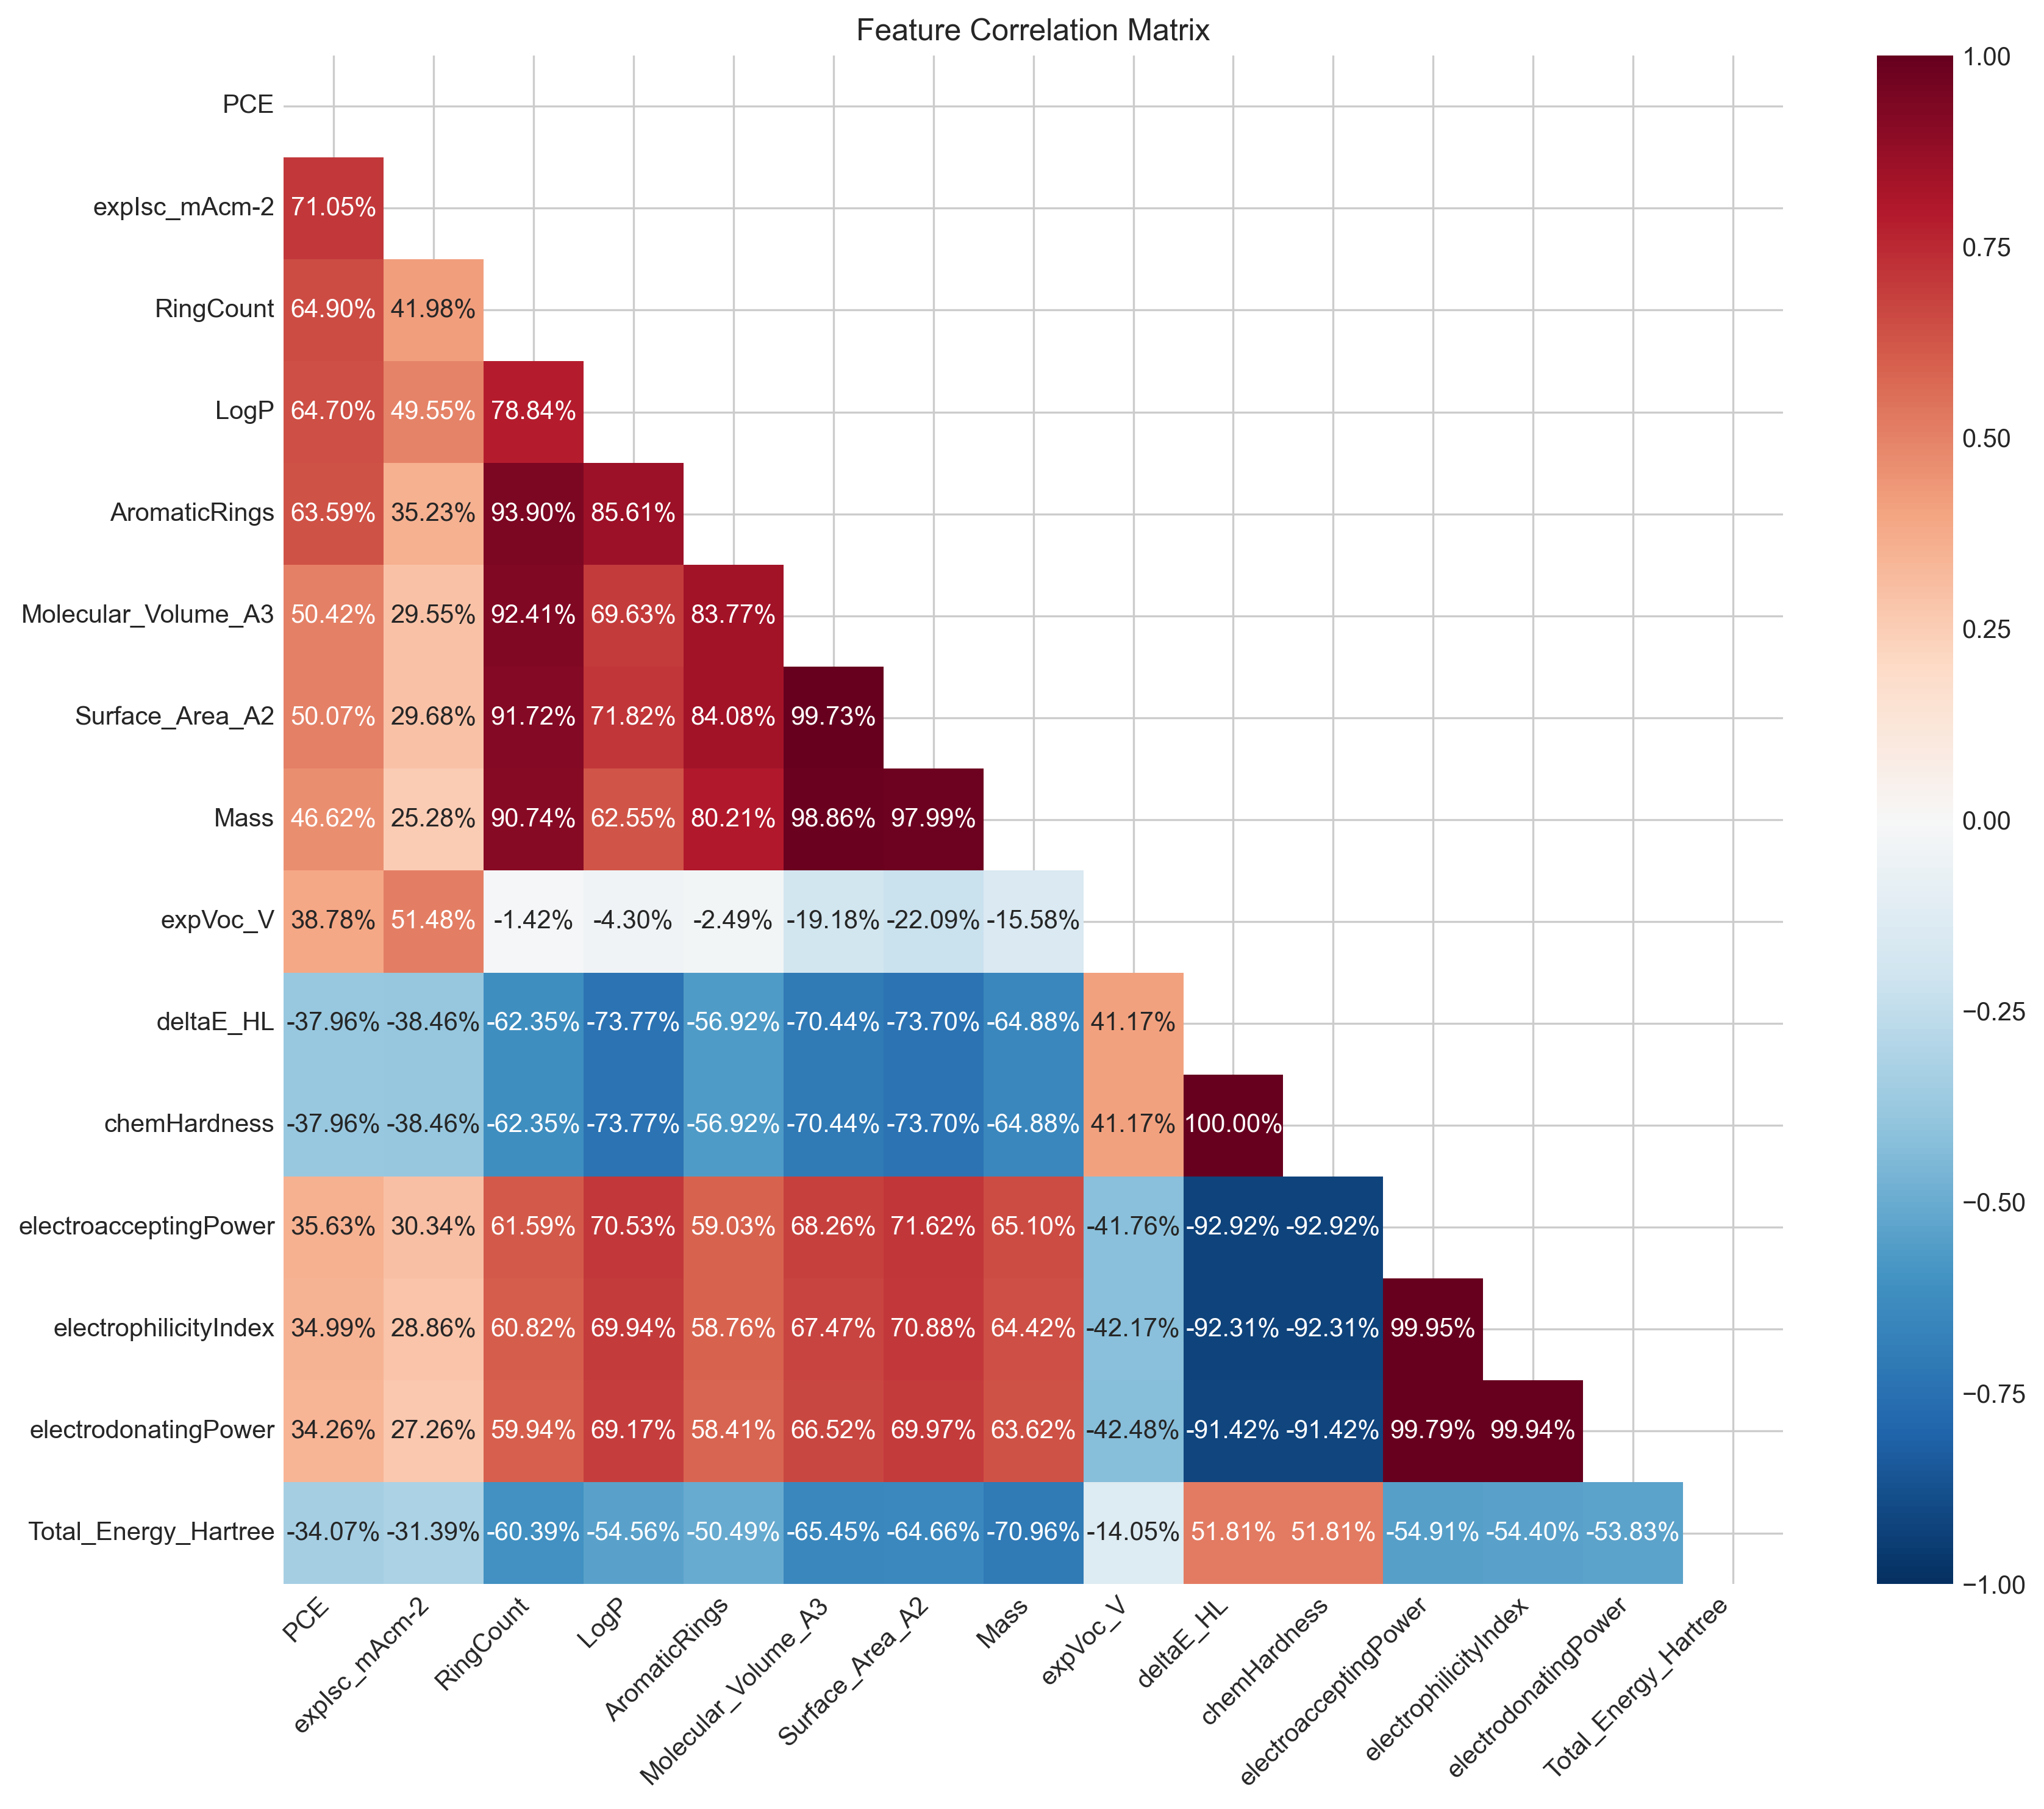 Feature Correlation Matrix
PCE
expIsc_mAcm-2 71.05%
RingCount 64.90% 41.98%
LogP 64.70% 49.55% 78.84%
AromaticRings 63.59% 35.23% 93.90% 85.61%
Molecular_Volume_A3 50.42% 29.55% 92.41% 69.63% 83.77%
Surface_Area_A2 50.07% 29.68% 91.72% 71.82% 84.08% 99.73%
Mass 46.62% 25.28% 90.74% 62.55% 80.21% 98.86% 97.99%
expVoc_V 38.78% 51.48% -1.42% -4.30% -2.49% -19.18% -22.09% -15.58%
deltaE_HL -37.96% -38.46% -62.35% -73.77% -56.92% -70.44% -73.70% -64.88% 41.17%
chemHardness -37.96% -38.46% -62.35% -73.77% -56.92% -70.44% -73.70% -64.88% 41.17% 100.00%
electroacceptingPower 35.63% 30.34% 61.59% 70.53% 59.03% 68.26% 71.62% 65.10% -41.76% -92.92% -92.92%
electrophilicityIndex 34.99% 28.86% 60.82% 69.94% 58.76% 67.47% 70.88% 64.42% -42.17% -92.31% -92.31% 99.95%
electrodonatingPower 34.26% 27.26% 59.94% 69.17% 58.41% 66.52% 69.97% 63.62% -42.48% -91.42% -91.42% 99.79% 99.94%
Total_Energy_Hartree -34.07% -31.39% -60.39% -54.56% -50.49% -65.45% -64.66% -70.96% -14.05% 51.81% 51.81% -54.91% -54.40% -53.83%
PCE
expIsc_mAcm-2
RingCount
LogP
AromaticRings
Molecular_Volume_A3
Surface_Area_A2
Mass
expVoc_V
deltaE_HL
chemHardness
electroacceptingPower
electrophilicityIndex
electrodonatingPower
Total_Energy_Hartree
1.00
0.75
0.50
0.25
0.00
−0.25
−0.50
−0.75
−1.00